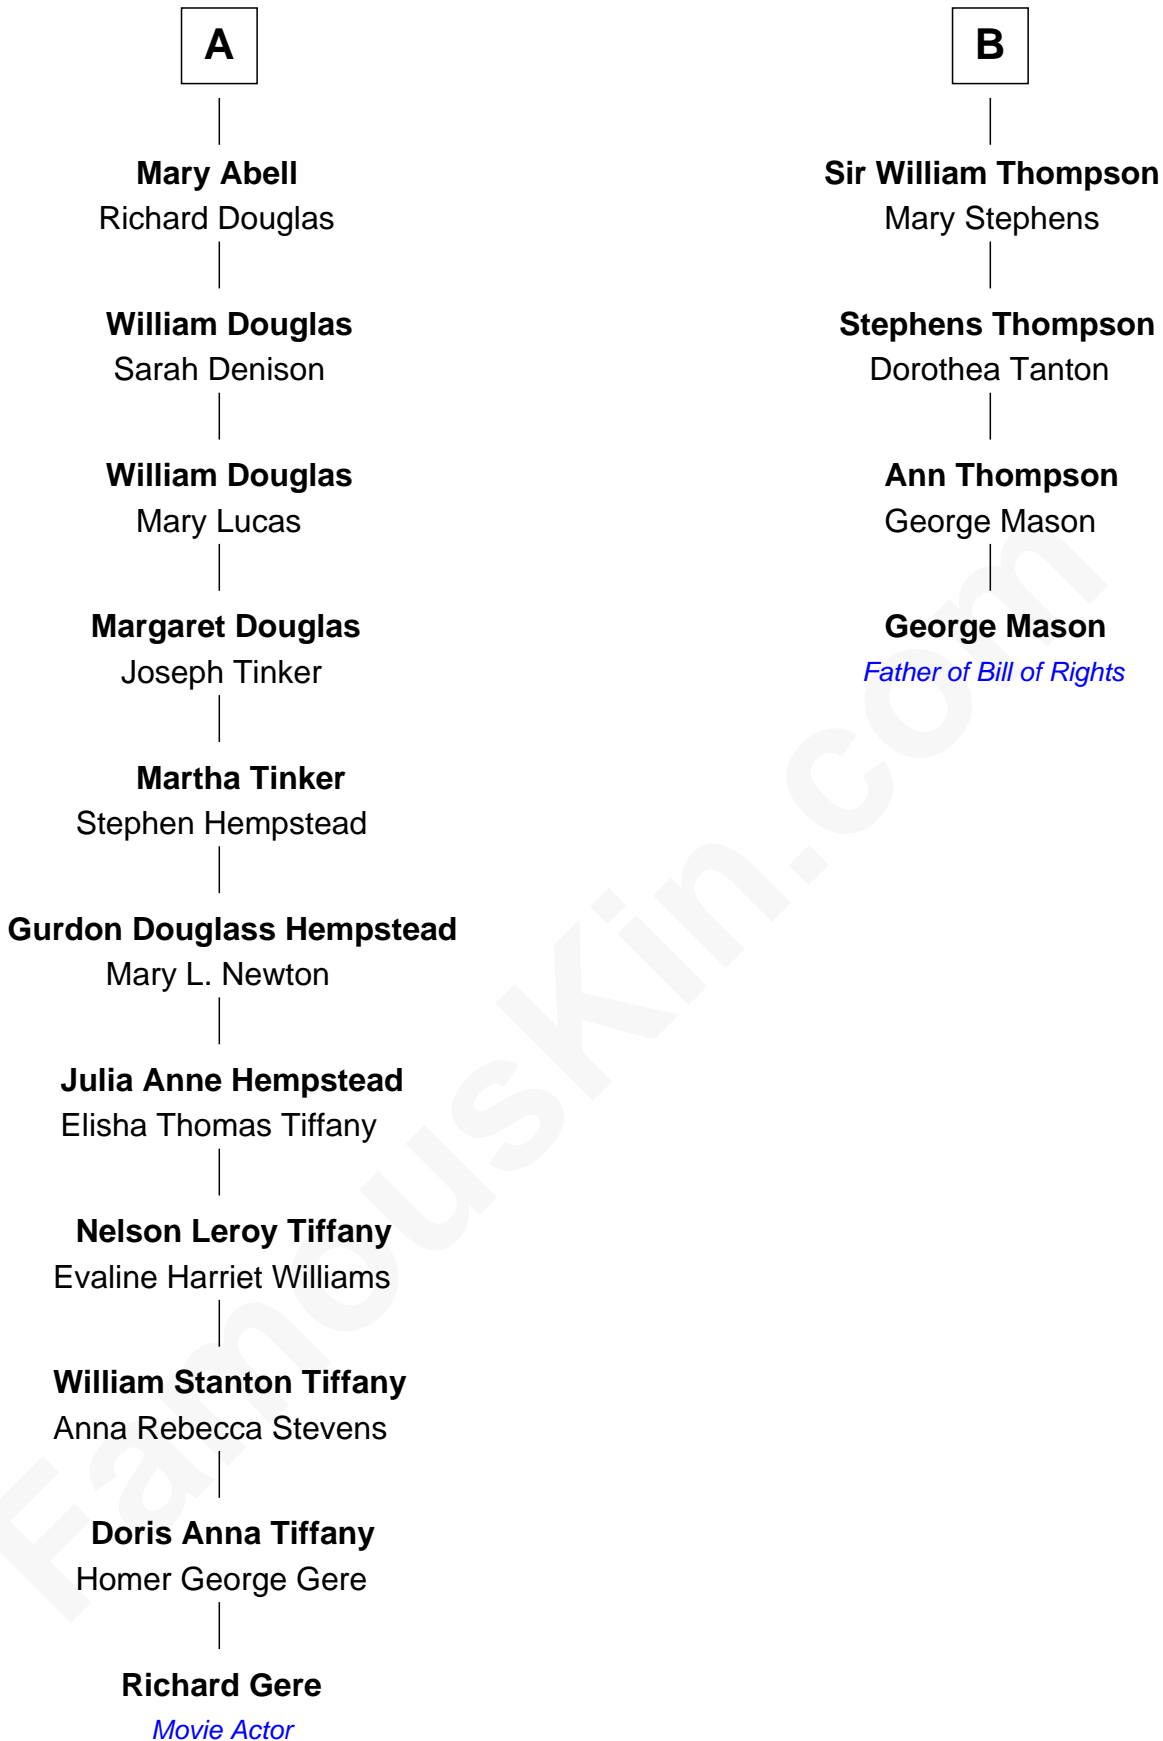 A
Mary Abell
Richard Douglas
William Douglas
Sarah Denison
William Douglas
Mary Lucas
Margaret Douglas
Joseph Tinker
Martha Tinker
Stephen Hempstead
Gurdon Douglass Hempstead
Mary L. Newton
Julia Anne Hempstead
Elisha Thomas Tiffany
Nelson Leroy Tiffany
Evaline Harriet Williams
William Stanton Tiffany
Anna Rebecca Stevens
Doris Anna Tiffany
Homer George Gere
Richard Gere
Movie Actor
B
Sir William Thompson
Mary Stephens
Stephens Thompson
Dorothea Tanton
Ann Thompson
George Mason
George Mason
Father of Bill of Rights
FamousKin.com